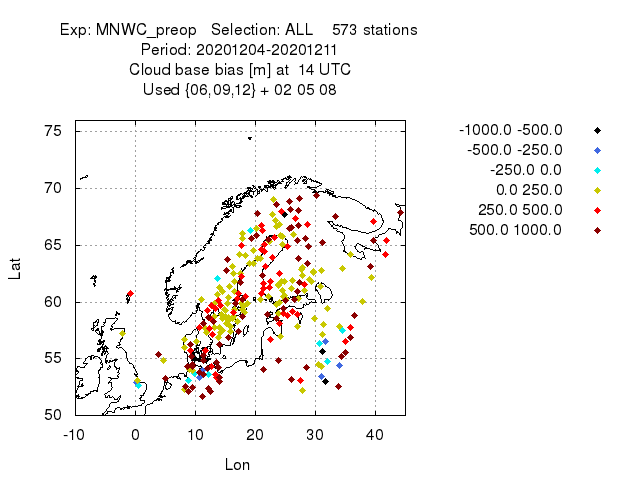 Exp: MNWC_preop   Selection: ALL    573 stations
Period: 20201204-20201211
Cloud base bias [m] at  14 UTC
Used {06,09,12} + 02 05 08
-1000.0 -500.0
-500.0 -250.0
-250.0 0.0
0.0 250.0
250.0 500.0
500.0 1000.0
75
70
65
60
55
50
Lat
-10 0 10 20 30 40
Lon